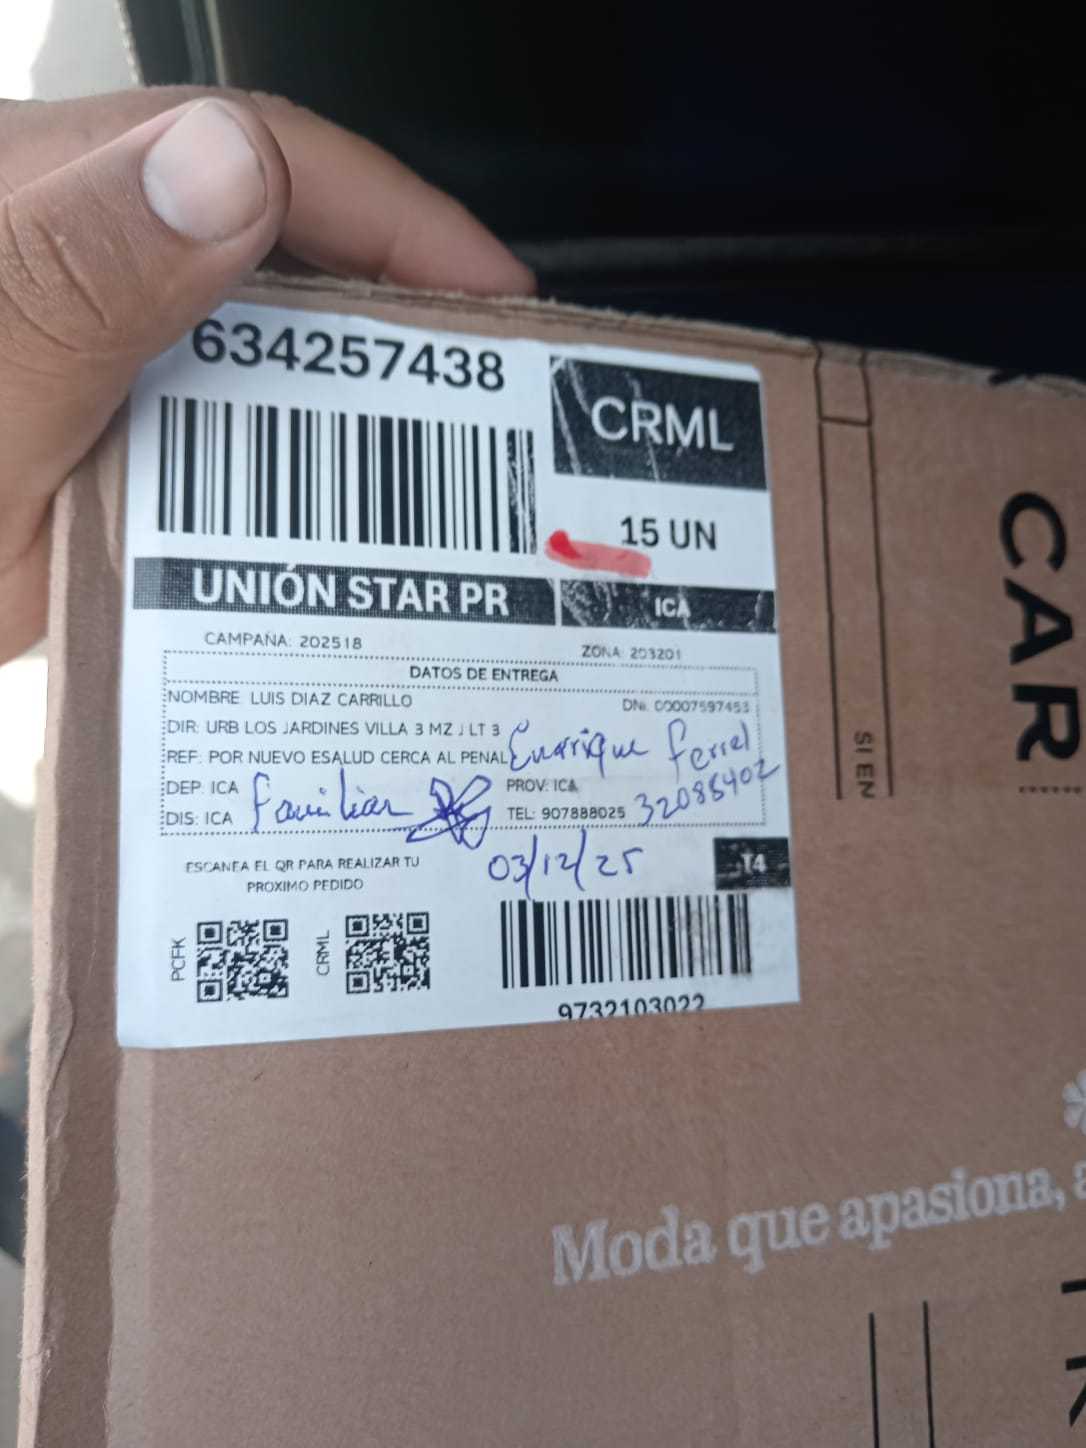 634257438
CRML
15 UN
UNIÓN STAR PR
ICA
CAMPAÑA: 202518
ZONA: 203201
DATOS DE ENTREGA
NOMBRE: LUIS DIAZ CARRILLO
DNI: 00007597453
DIR: URB LOS JARDINES VILLA 3 MZ J LT 3
REF: POR NUEVO ESALUD CERCA AL PENAL
Enarrique Ferrel
DEP: ICA
PROV: ICA
32085402
DIS: ICA
familiar
TEL: 907888025
03/12/25
ESCANEA EL QR PARA REALIZAR TU
PROXIMO PEDIDO
T4
PCFK
CRML
9732103022
CAR
SI EN
Moda que apasiona,